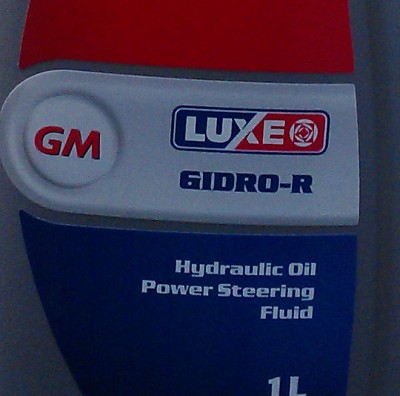 GM
LUXE
GIDRO-R
Hydraulic Oil
Power Steering
Fluid
1L